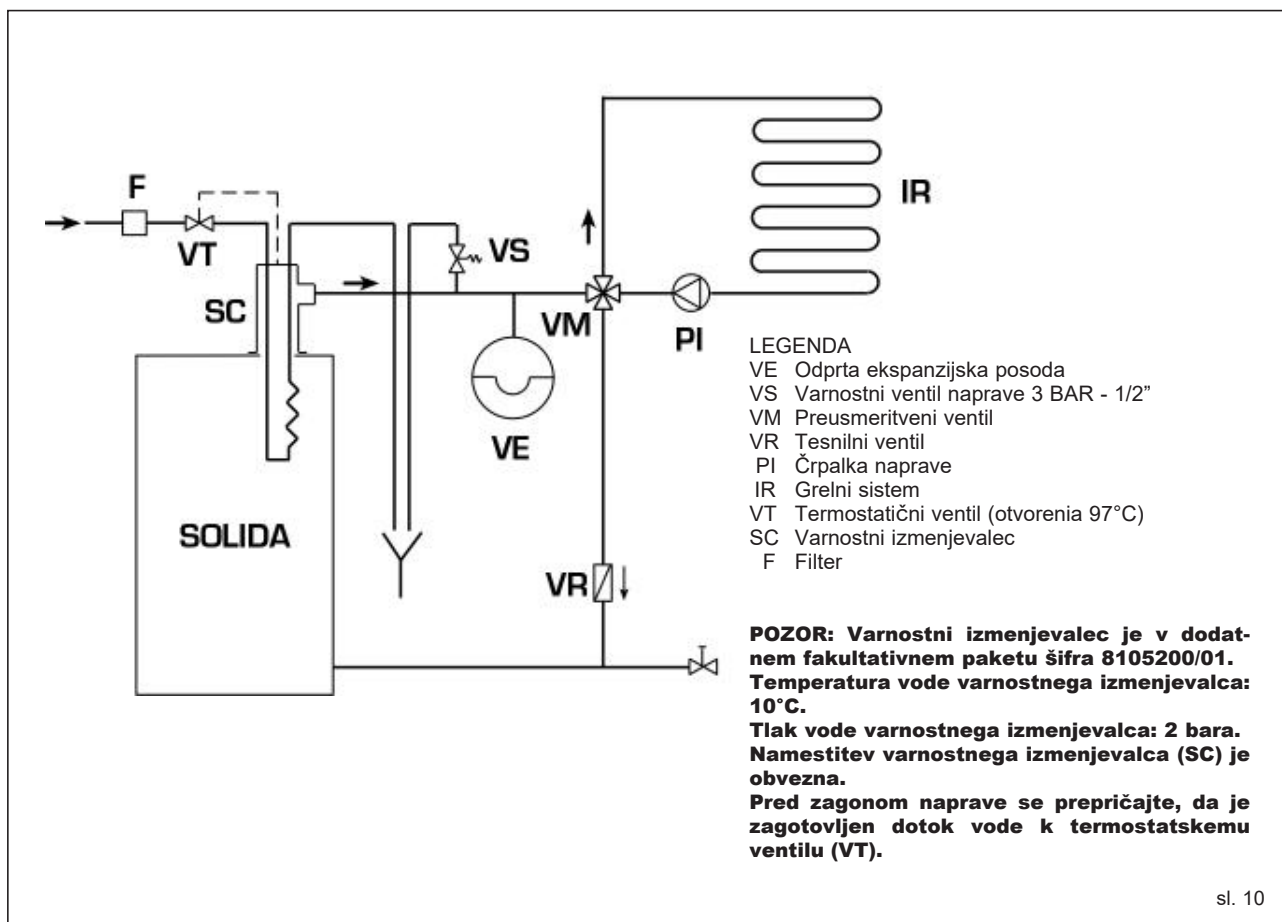 F
VT
SC
VS
VM
PI
IR
VE
SOLIDA
VR
LEGENDA
VE Odprta ekspanzijska posoda
VS Varnostni ventil naprave 3 BAR - 1/2”
VM Preusmeritveni ventil
VR Tesnilni ventil
PI Črpalka naprave
IR Grelni sistem
VT Termostatični ventil (otvorenia 97°C)
SC Varnostni izmenjevalec
F Filter
POZOR: Varnostni izmenjevalec je v dodat-
nem fakultativnem paketu šifra 8105200/01.
Temperatura vode varnostnega izmenjevalca:
10°C.
Tlak vode varnostnega izmenjevalca: 2 bara.
Namestitev varnostnega izmenjevalca (SC) je
obvezna.
Pred zagonom naprave se prepričajte, da je
zagotovljen dotok vode k termostatskemu
ventilu (VT).
sl. 10